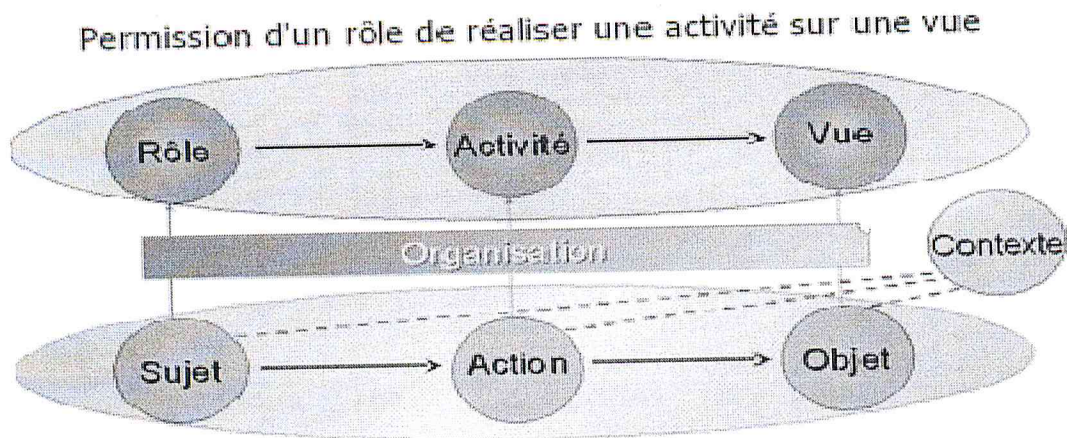 Permission d'un rôle de réaliser une activité sur une vue
Rôle
Activité
Vue
Organisation
Contexte
Sujet
Action
Objet